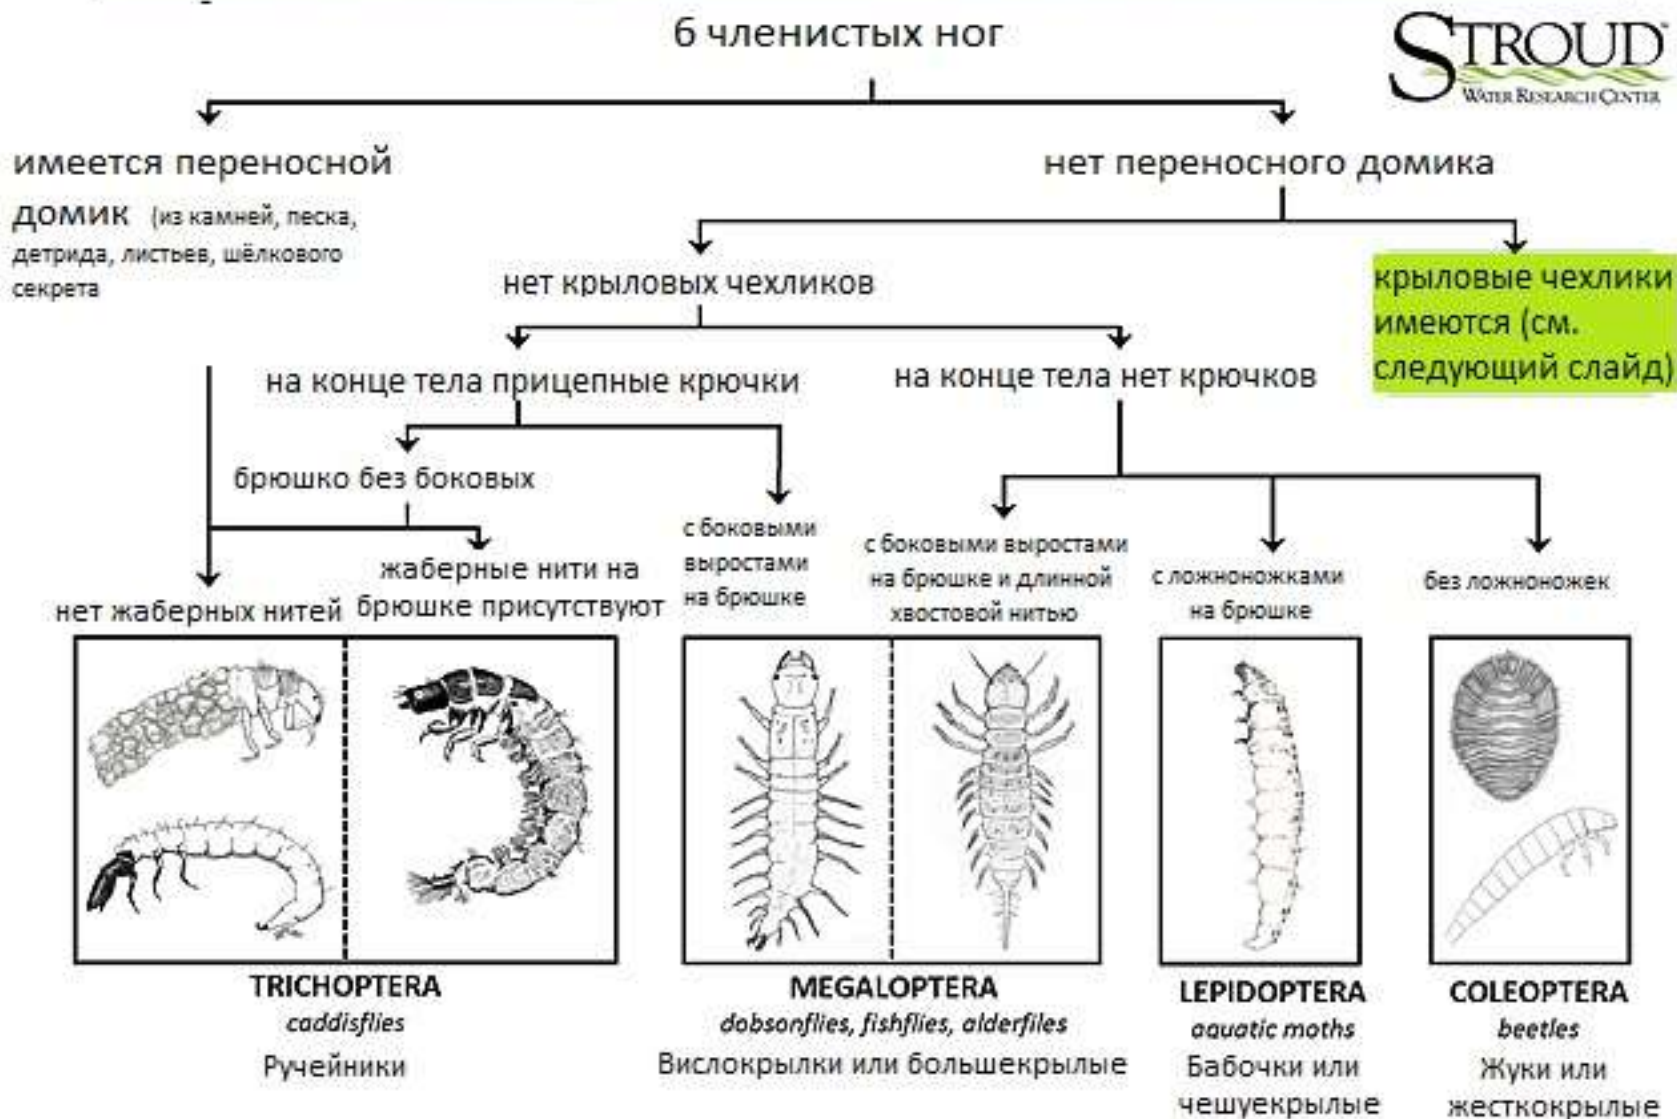 6 членистых ног
STROUD™
WATER RESEARCH CENTER
имеется переносной
домик (из камней, песка,
детрида, листьев, шёлкового
секрета
нет переносного домика
нет крыловых чехликов
крыловые чехлики
имеются (см.
следующий слайд)
на конце тела прицепные крючки
на конце тела нет крючков
брюшко без боковых
с боковыми
выростами
на брюшке
с боковыми выростами
на брюшке и длинной
хвостовой нитью
с ложноножками
на брюшке
без ложноножек
нет жаберных нитей
жаберные нити на
брюшке присутствуют
TRICHOPTERA
caddisflies
Ручейники
MEGALOPTERA
dobsonflies, fishflies, alderfiles
Вислокрылки или большекрылые
LEPIDOPTERA
aquatic moths
Бабочки или
чешуекрылые
COLEOPTERA
beetles
Жуки или
жесткокрылые